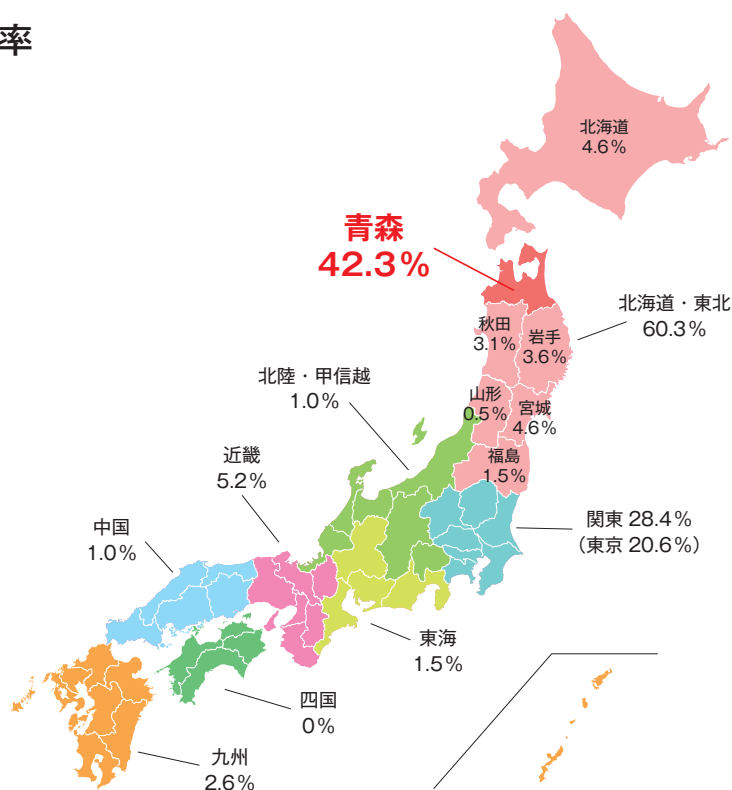 率
北海道
4.6%
青森
42.3%
北海道・東北
60.3%
秋田
3.1%
岩手
3.6%
北陸・甲信越
1.0%
山形
0.5%
宮城
4.6%
近畿
5.2%
福島
1.5%
中国
1.0%
関東 28.4%
（東京 20.6%）
東海
1.5%
四国
0%
九州
2.6%